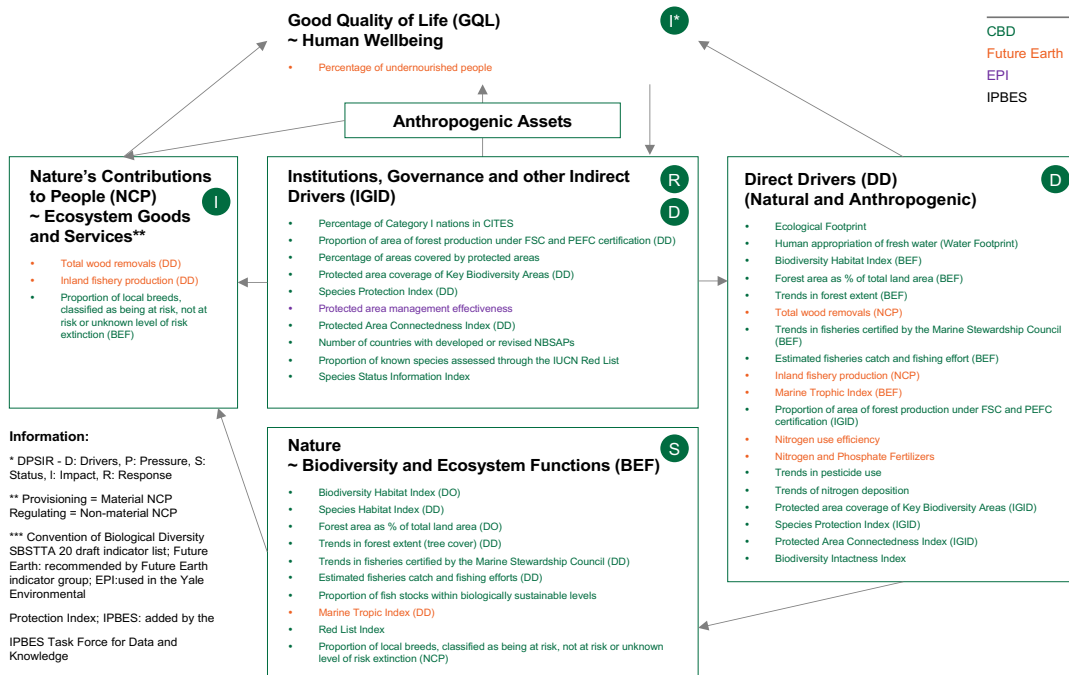 Good Quality of Life (GQL)
~ Human Wellbeing
I*
• Percentage of undernourished people
CBD
Future Earth
EPI
IPBES
Anthropogenic Assets
Nature's Contributions
to People (NCP)
~ Ecosystem Goods
and Services**
I
• Total wood removals (DD)
• Inland fishery production (DD)
• Proportion of local breeds,
classified as being at risk, not at
risk or unknown level of risk
extinction (BEF)
Institutions, Governance and other Indirect
Drivers (IGID)
R
D
• Percentage of Category I nations in CITES
• Proportion of area of forest production under FSC and PEFC certification (DD)
• Percentage of areas covered by protected areas
• Protected area coverage of Key Biodiversity Areas (DD)
• Species Protection Index (DD)
• Protected area management effectiveness
• Protected Area Connectedness Index (DD)
• Number of countries with developed or revised NBSAPs
• Proportion of known species assessed through the IUCN Red List
• Species Status Information Index
Direct Drivers (DD)
(Natural and Anthropogenic)
D
• Ecological Footprint
• Human appropriation of fresh water (Water Footprint)
• Biodiversity Habitat Index (BEF)
• Forest area as % of total land area (BEF)
• Trends in forest extent (BEF)
• Total wood removals (NCP)
• Trends in fisheries certified by the Marine Stewardship Council
(BEF)
• Estimated fisheries catch and fishing effort (BEF)
• Inland fishery production (NCP)
• Marine Trophic Index (BEF)
• Proportion of area of forest production under FSC and PEFC
certification (IGID)
• Nitrogen use efficiency
• Nitrogen and Phosphate Fertilizers
• Trends in pesticide use
• Trends of nitrogen deposition
• Protected area coverage of Key Biodiversity Areas (IGID)
• Species Protection Index (IGID)
• Protected Area Connectedness Index (IGID)
• Biodiversity Intactness Index
Nature
~ Biodiversity and Ecosystem Functions (BEF)
S
• Biodiversity Habitat Index (DO)
• Species Habitat Index (DD)
• Forest area as % of total land area (DO)
• Trends in forest extent (tree cover) (DD)
• Trends in fisheries certified by the Marine Stewardship Council (DD)
• Estimated fisheries catch and fishing efforts (DD)
• Proportion of fish stocks within biologically sustainable levels
• Marine Tropic Index (DD)
• Red List Index
• Proportion of local breeds, classified as being at risk, not at risk or unknown
level of risk extinction (NCP)
Information:
* DPSIR - D: Drivers, P: Pressure, S:
Status, I: Impact, R: Response
** Provisioning = Material NCP
Regulating = Non-material NCP
*** Convention of Biological Diversity
SBSTTA 20 draft indicator list; Future
Earth: recommended by Future Earth
indicator group; EPI:used in the Yale
Environmental
Protection Index; IPBES: added by the
IPBES Task Force for Data and
Knowledge